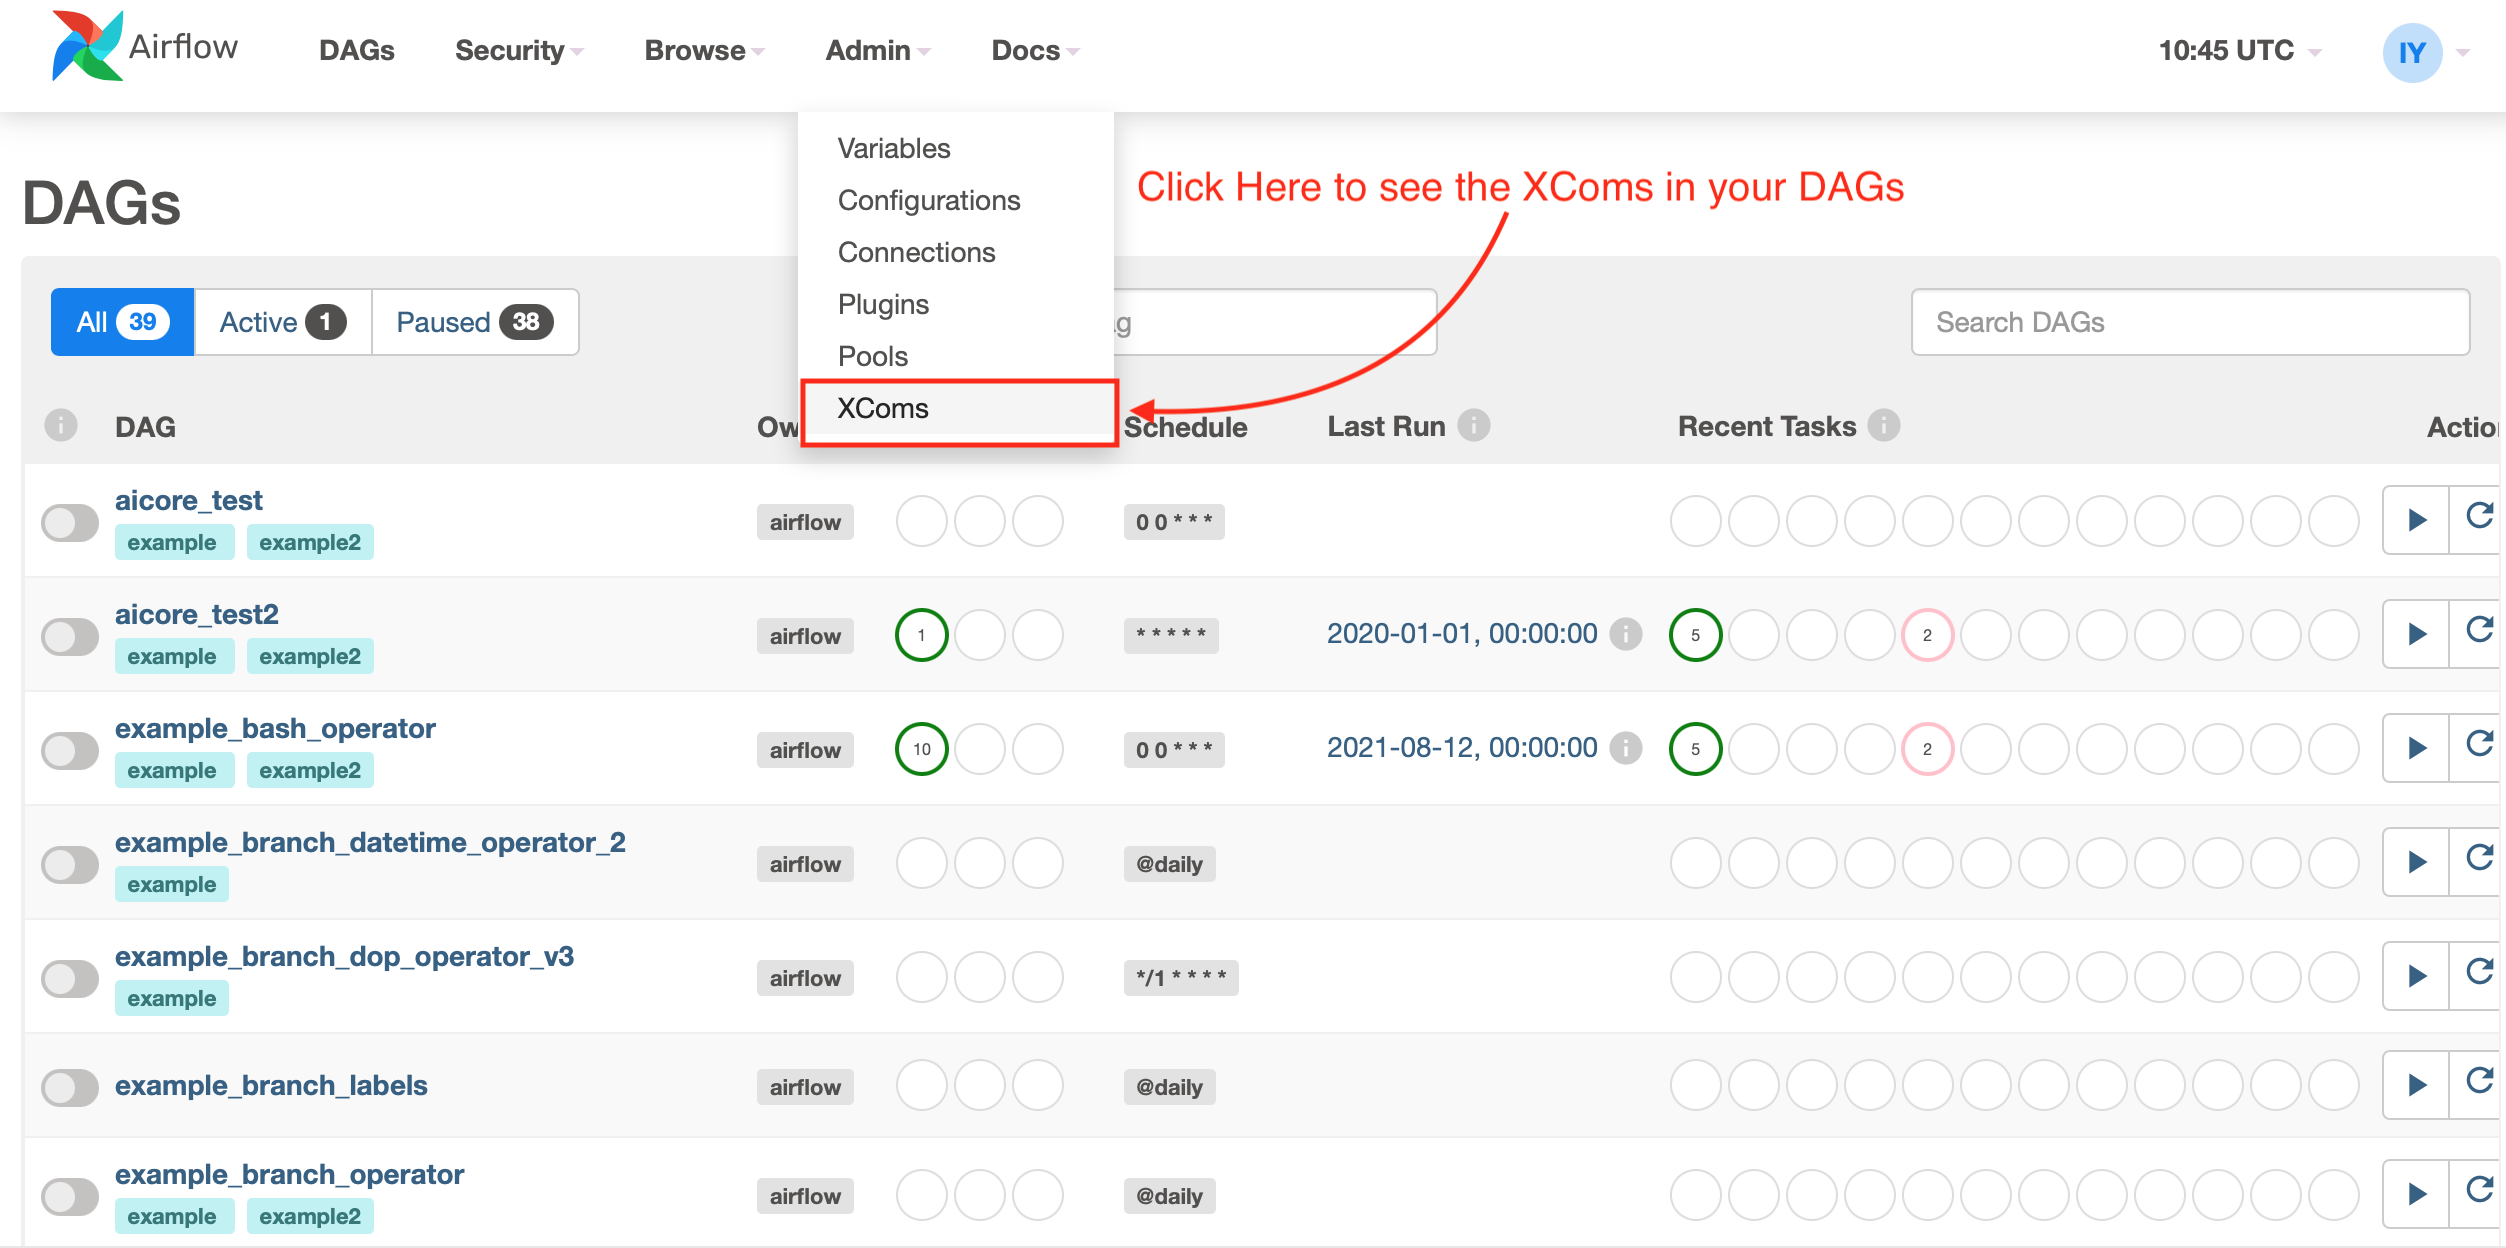 Airflow DAGs Security Browse Admin Docs 10:45 UTC IY
Variables
Click Here to see the XComs in your DAGs
DAGs
Configurations
Connections
Plugins
All 39 Active 1 Paused 38 Search DAGs
Pools
XComs
DAG Schedule Last Run Recent Tasks
aicore_test
example example2 airflow 0 0 * * *
aicore_test2
example example2 airflow 1 * * * * * 2020-01-01, 00:00:00 5 2
example_bash_operator
example example2 airflow 10 0 0 * * * 2021-08-12, 00:00:00 5 2
example_branch_datetime_operator_2
example airflow @daily
example_branch_dop_operator_v3
example airflow */1 * * * *
example_branch_labels airflow @daily
example_branch_operator
example example2 airflow @daily